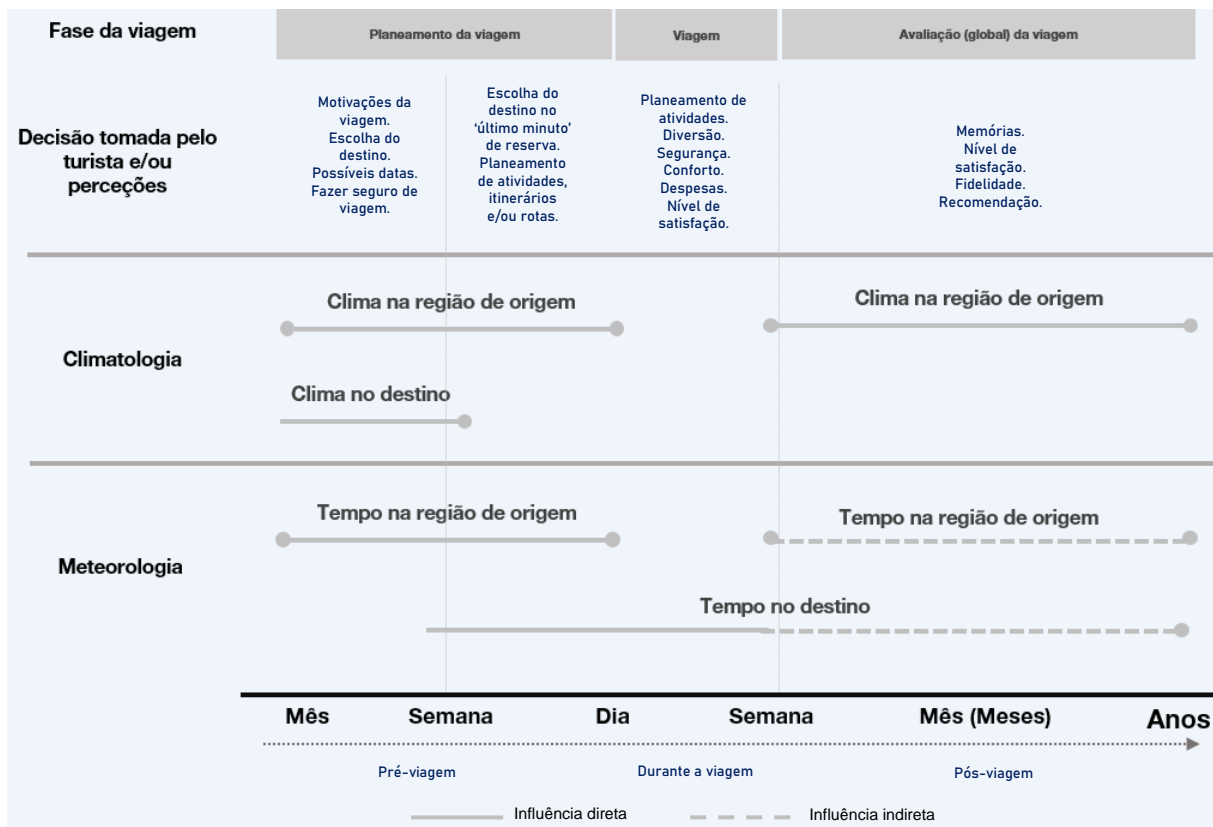 Fase da viagem
Planeamento da viagem
Viagem
Avaliação (global) da viagem
Decisão tomada pelo
turista e/ou
perceções
Motivações da
viagem.
Escolha do
destino.
Possíveis datas.
Fazer seguro de
viagem.
Escolha do
destino no
‘último minuto’
de reserva.
Planeamento
de atividades,
itinerários
e/ou rotas.
Planeamento de
atividades.
Diversão.
Segurança.
Conforto.
Despesas.
Nível de
satisfação.
Memórias.
Nível de
satisfação.
Fidelidade.
Recomendação.
Climatologia
Clima na região de origem
Clima na região de origem
Clima no destino
Meteorologia
Tempo na região de origem
Tempo na região de origem
Tempo no destino
Mês
Semana
Dia
Semana
Mês (Meses)
Anos
Pré-viagem
Durante a viagem
Pós-viagem
Influência direta
Influência indireta